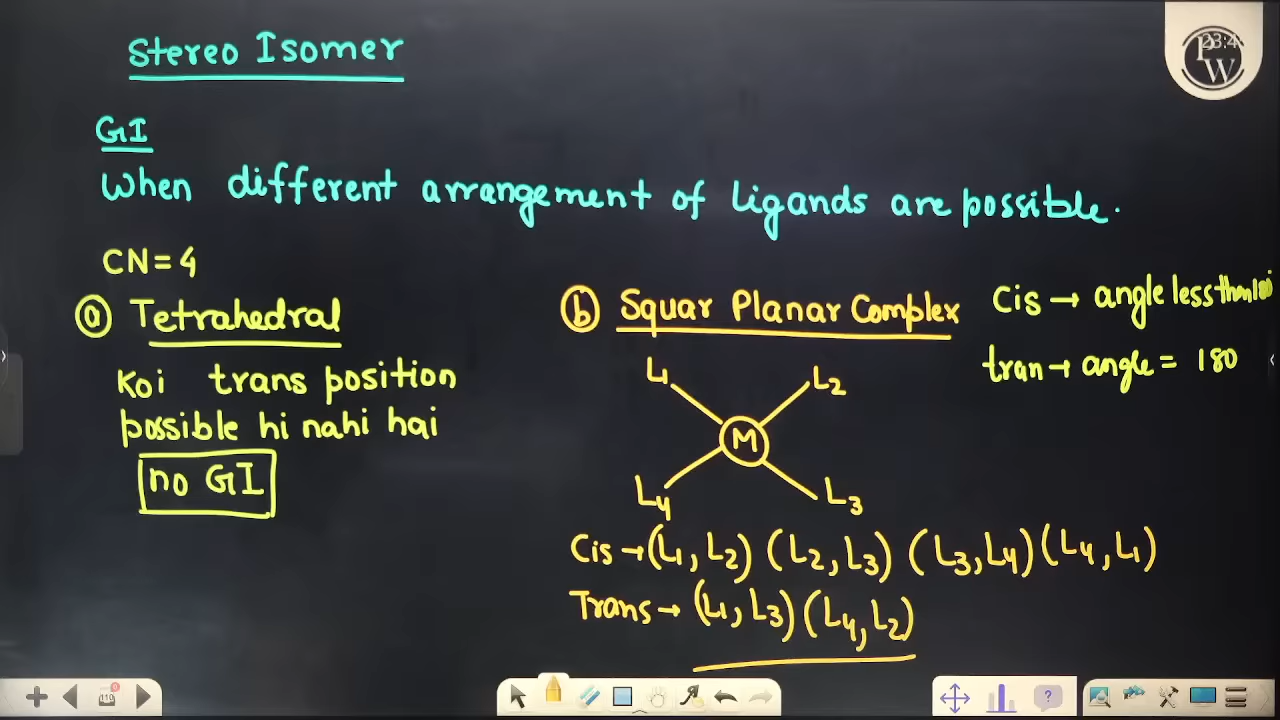 Stereo Isomer
GI
When different arrangement of ligands are possible.
CN = 4
(a) Tetrahedral
Koi trans position
possible hi nahi hai
no GI
(b) Squar Planar Complex
Cis → angle less than
tran → angle = 180
L1 L2
M
L4 L3
Cis → (L1, L2) (L2, L3) (L3, L4) (L4, L1)
Trans → (L1, L3) (L4, L2)
PW
119